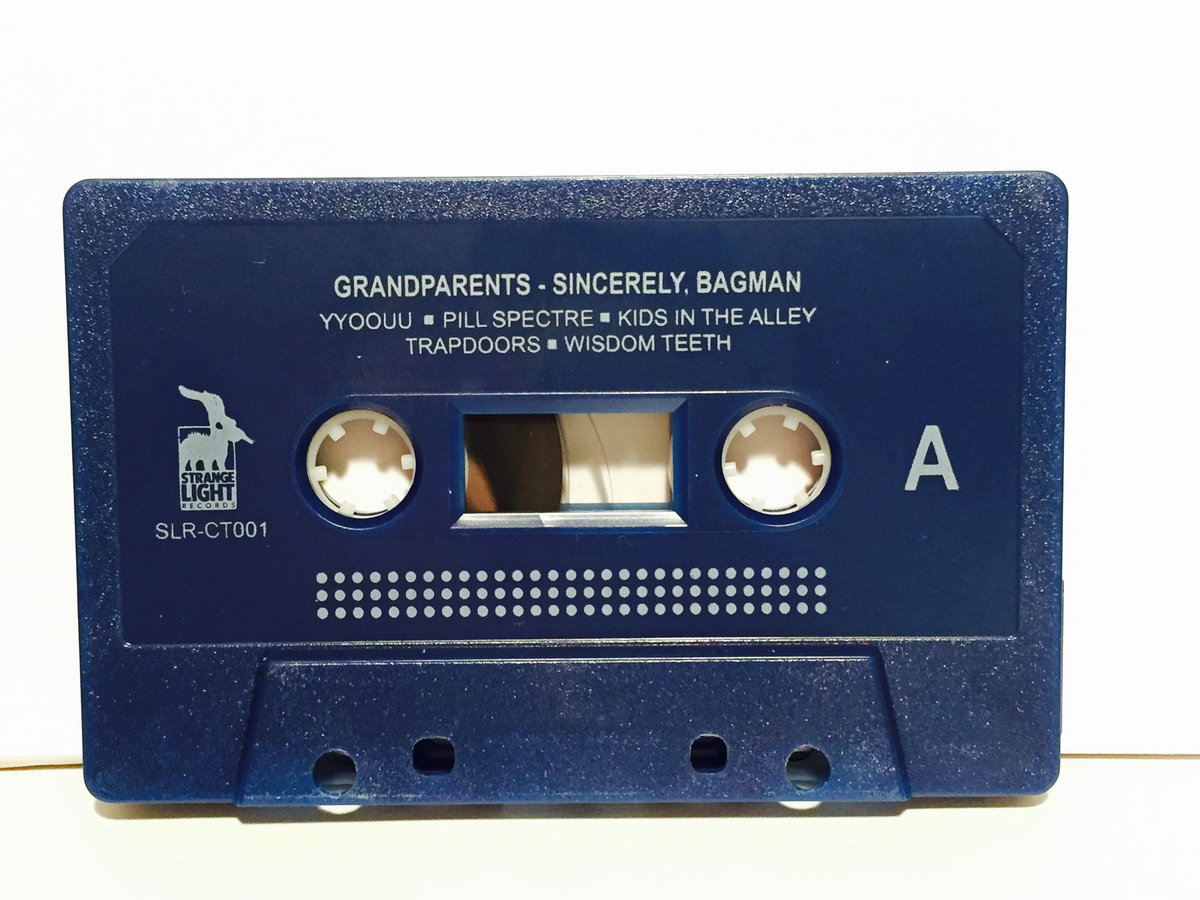 GRANDPARENTS - SINCERELY, BAGMAN
YYOOUU ▪ PILL SPECTRE ▪ KIDS IN THE ALLEY
TRAPDOORS ▪ WISDOM TEETH
STRANGE
LIGHT
RECORDS
SLR-CT001
A